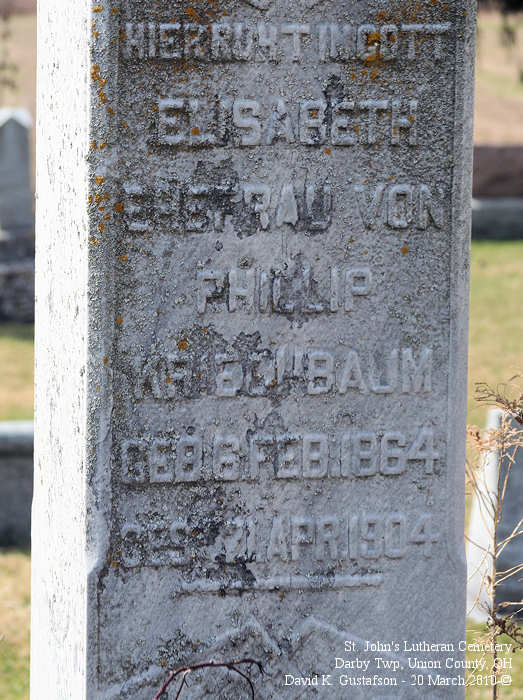 HIER RUHT IN GOTT
ELISABETH
EHEFRAU VON
PHILLIP
GEB 6 FEB 1864
GES 21 APR 1904
St. John's Lutheran Cemetery
Darby Twp, Union County, OH
David K. Gustafson - 20 March 2010 ©